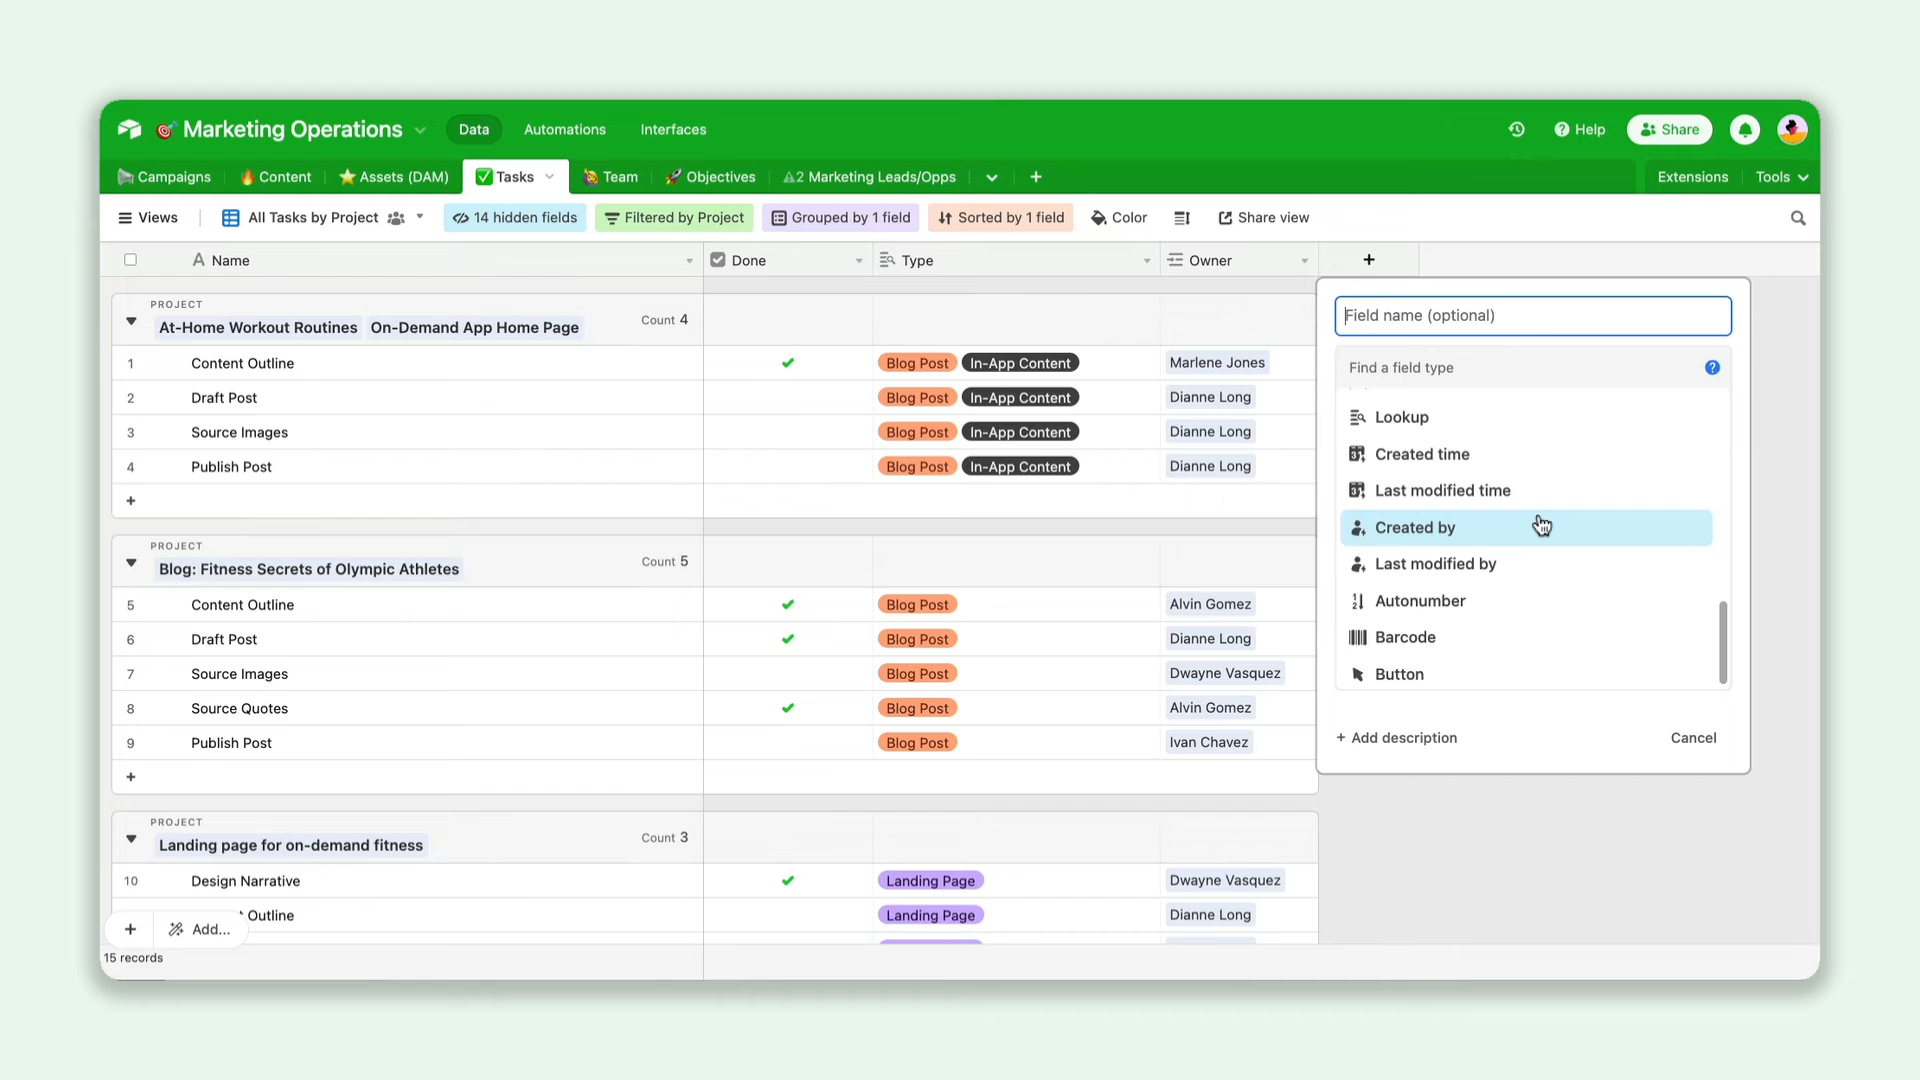 Marketing Operations Data Automations Interfaces Help Share
Campaigns Content Assets (DAM) Tasks Team Objectives 2 Marketing Leads/Opps + Extensions Tools
Views All Tasks by Project 14 hidden fields Filtered by Project Grouped by 1 field Sorted by 1 field Color Share view
Name Done Type Owner +
PROJECT
At-Home Workout Routines On-Demand App Home Page Count 4
1 Content Outline Blog Post In-App Content Marlene Jones
2 Draft Post Blog Post In-App Content Dianne Long
3 Source Images Blog Post In-App Content Dianne Long
4 Publish Post Blog Post In-App Content Dianne Long
+
PROJECT
Blog: Fitness Secrets of Olympic Athletes Count 5
5 Content Outline Blog Post Alvin Gomez
6 Draft Post Blog Post Dianne Long
7 Source Images Blog Post Dwayne Vasquez
8 Source Quotes Blog Post Alvin Gomez
9 Publish Post Blog Post Ivan Chavez
+
PROJECT
Landing page for on-demand fitness Count 3
10 Design Narrative Landing Page Dwayne Vasquez
Outline Landing Page Dianne Long
+ Add...
15 records
Field name (optional)
Find a field type ?
Lookup
Created time
Last modified time
Created by
Last modified by
Autonumber
Barcode
Button
+ Add description Cancel